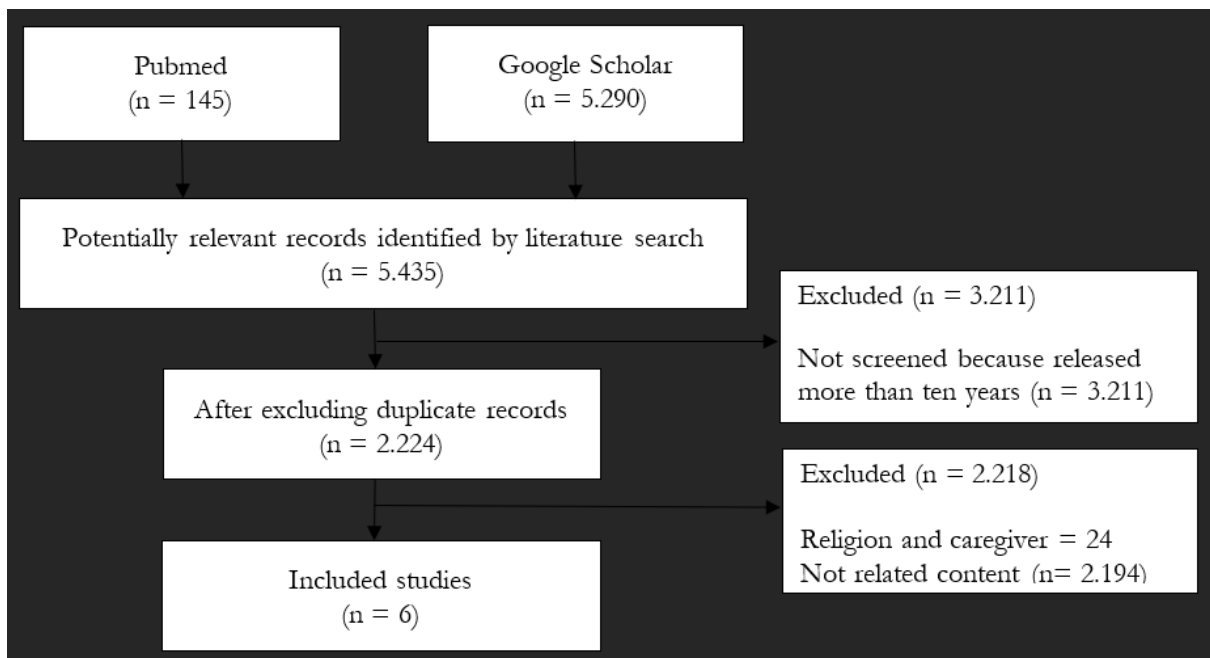 Pubmed
(n = 145)
Google Scholar
(n = 5.290)
Potentially relevant records identified by literature search
(n = 5.435)
Excluded (n = 3.211)
Not screened because released
more than ten years (n = 3.211)
After excluding duplicate records
(n = 2.224)
Excluded (n = 2.218)
Religion and caregiver = 24
Not related content (n= 2.194)
Included studies
(n = 6)